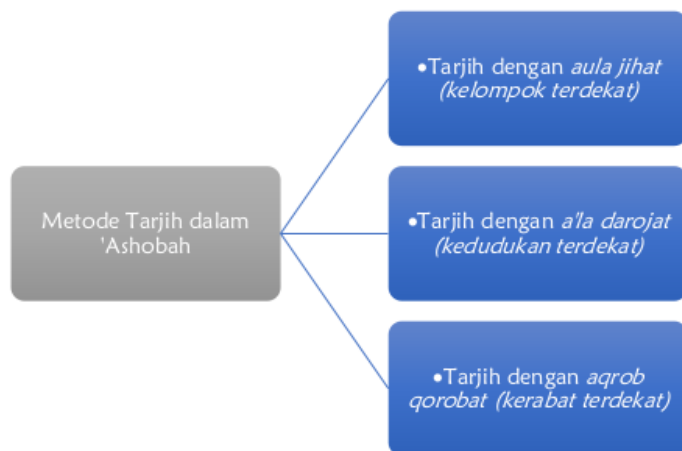 Metode Tarjih dalam
'Ashobah
•Tarjih dengan aula jihat
(kelompok terdekat)
•Tarjih dengan a'la darojat
(kedudukan terdekat)
•Tarjih dengan aqrob
qorobat (kerabat terdekat)